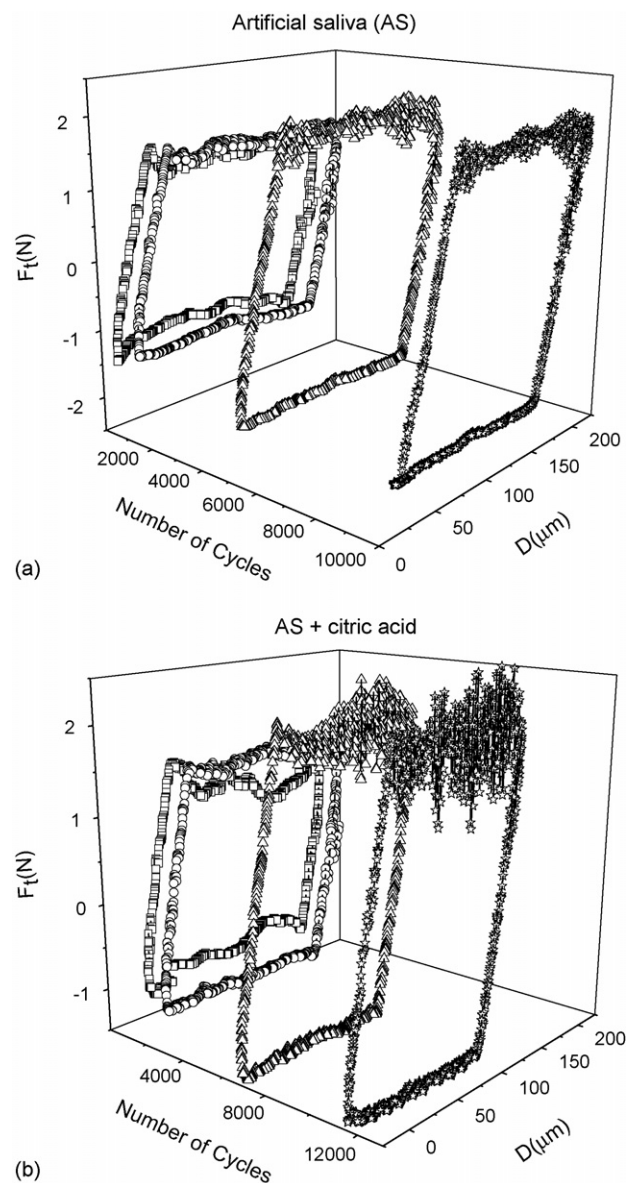 Artificial saliva (AS)
2
1
0
-1
-2
Ft(N)
2000
4000
6000
8000
10000
Number of Cycles
0
50
100
150
200
D(μm)
(a)
AS + citric acid
2
1
0
-1
Ft(N)
4000
8000
12000
Number of Cycles
0
50
100
150
200
D(μm)
(b)